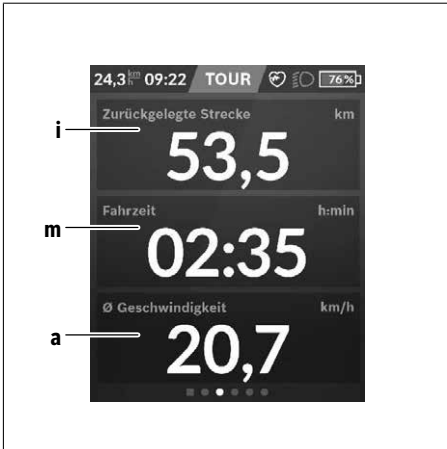 24,3 km/h 09:22 TOUR 76%
i Zurückgelegte Strecke km
53,5
m Fahrzeit h:min
02:35
a Ø Geschwindigkeit km/h
20,7